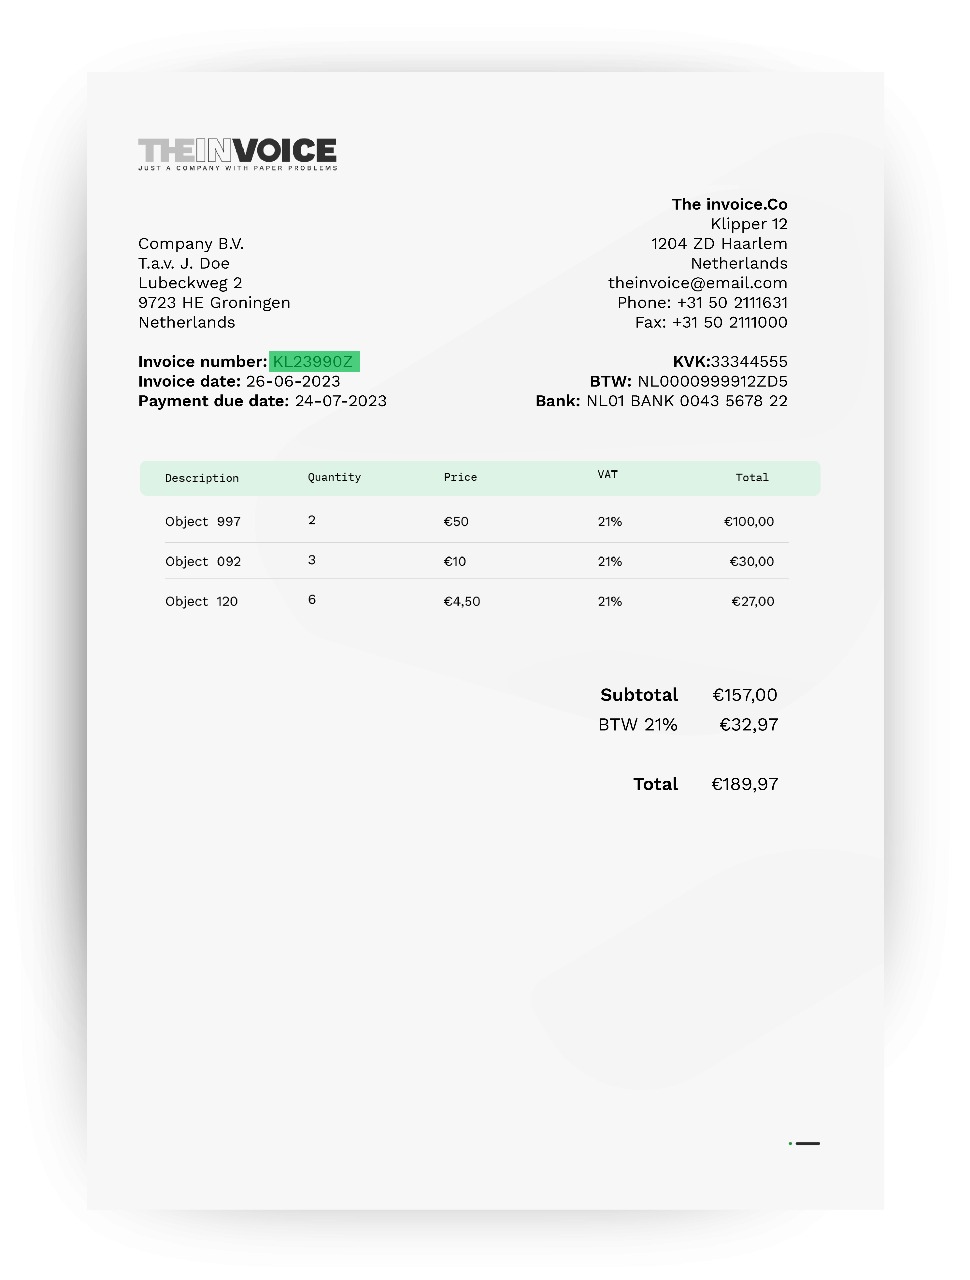 THEINVOICE
JUST A COMPANY WITH PAPER PROBLEMS
The invoice.Co
Klipper 12
1204 ZD Haarlem
Netherlands
theinvoice@email.com
Phone: +31 50 2111631
Fax: +31 50 2111000
Company B.V.
T.a.v. J. Doe
Lubeckweg 2
9723 HE Groningen
Netherlands
Invoice number: KL23990Z
Invoice date: 26-06-2023
Payment due date: 24-07-2023
KVK:33344555
BTW: NL0000999912ZD5
Bank: NL01 BANK 0043 5678 22
Description Quantity Price VAT Total
Object 997 2 €50 21% €100,00
Object 092 3 €10 21% €30,00
Object 120 6 €4,50 21% €27,00
Subtotal €157,00
BTW 21% €32,97
Total €189,97